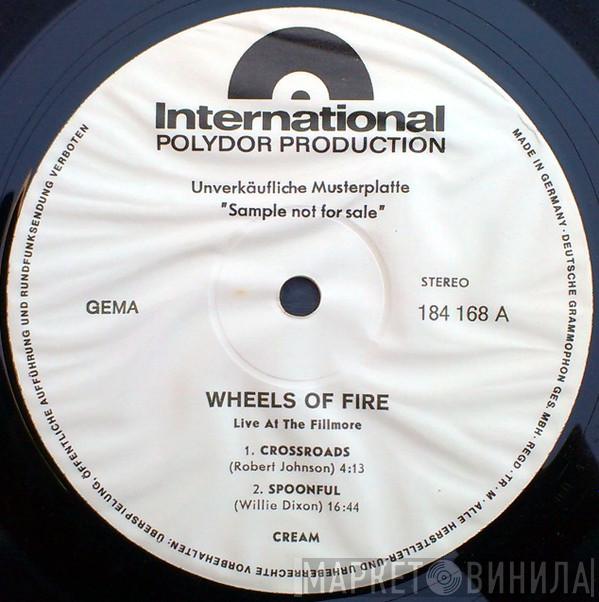 International
POLYDOR PRODUCTION
Unverkäufliche Musterplatte
"Sample not for sale"
GEMA
STEREO
184 168 A
WHEELS OF FIRE
Live At The Fillmore
1. CROSSROADS
(Robert Johnson) 4:13
2. SPOONFUL
(Willie Dixon) 16:44
CREAM
MADE IN GERMANY · DEUTSCHE GRAMMOPHON GES. MBH · REGD · TR · M · ALLE HERSTELLER- UND URHEBERRECHTE VORBEHALTEN: ÜBERSPIELUNG, ÖFFENTLICHE AUFFÜHRUNG UND RUNDFUNKSENDUNG VERBOTEN
МАРКЕТ ВИНИЛА